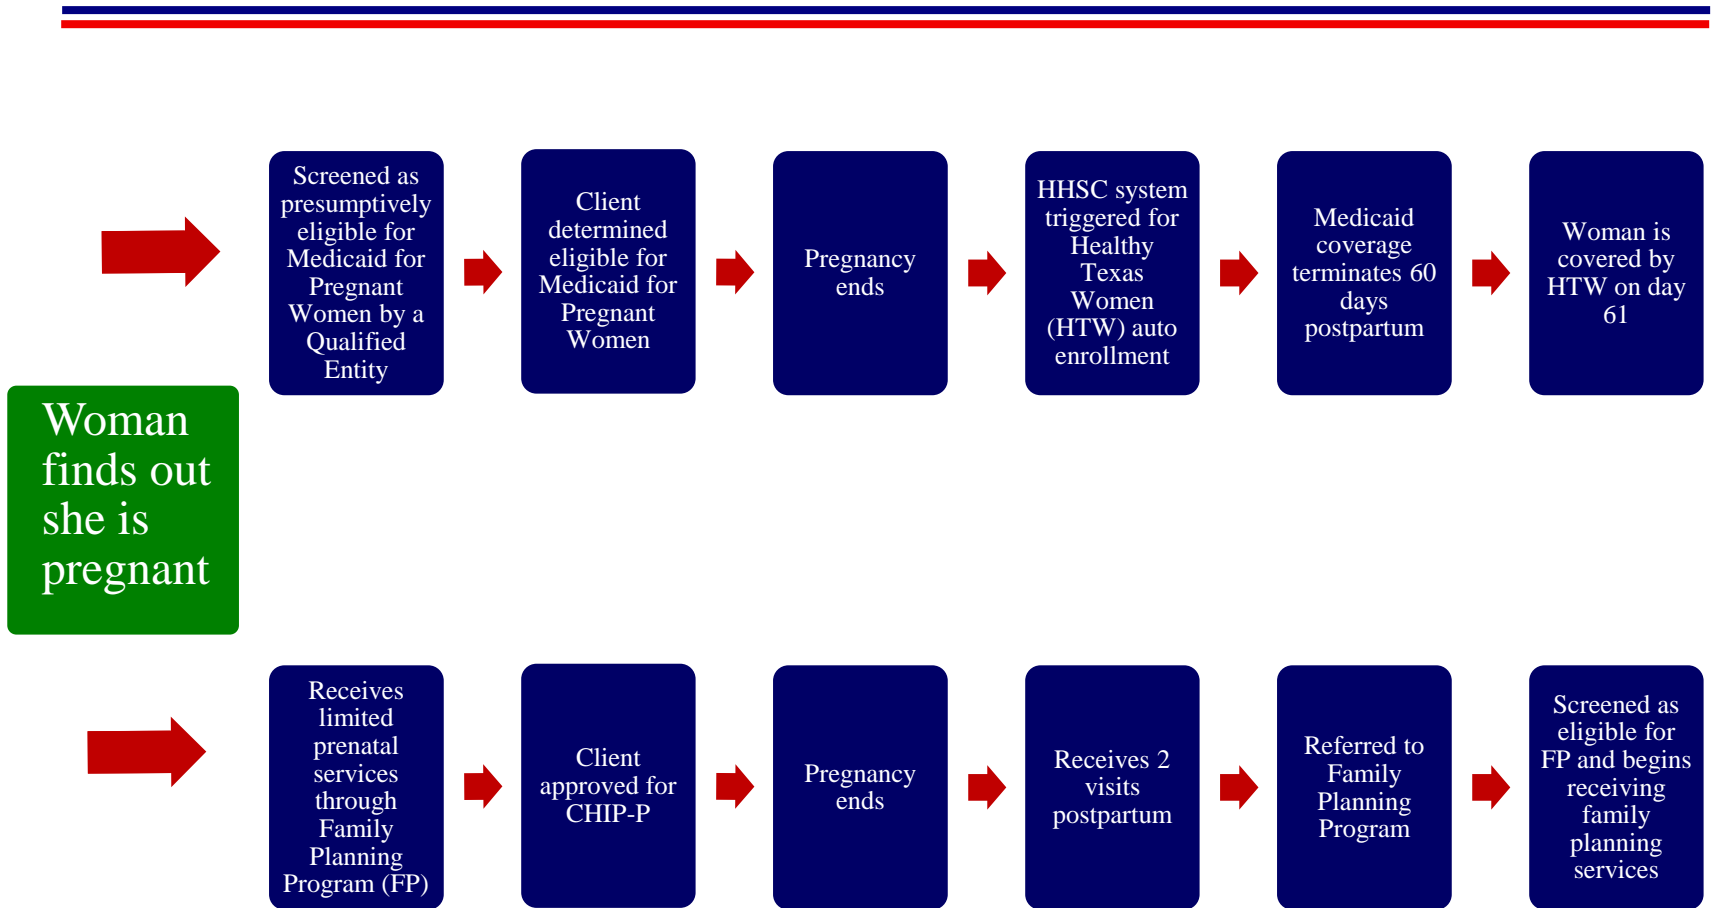 Woman
finds out
she is
pregnant
Screened as
presumptively
eligible for
Medicaid for
Pregnant
Women by a
Qualified
Entity
Client
determined
eligible for
Medicaid for
Pregnant
Women
Pregnancy
ends
HHSC system
triggered for
Healthy
Texas
Women
(HTW) auto
enrollment
Medicaid
coverage
terminates 60
days
postpartum
Woman is
covered by
HTW on day
61
Receives
limited
prenatal
services
through
Family
Planning
Program (FP)
Client
approved for
CHIP-P
Pregnancy
ends
Receives 2
visits
postpartum
Referred to
Family
Planning
Program
Screened as
eligible for
FP and begins
receiving
family
planning
services